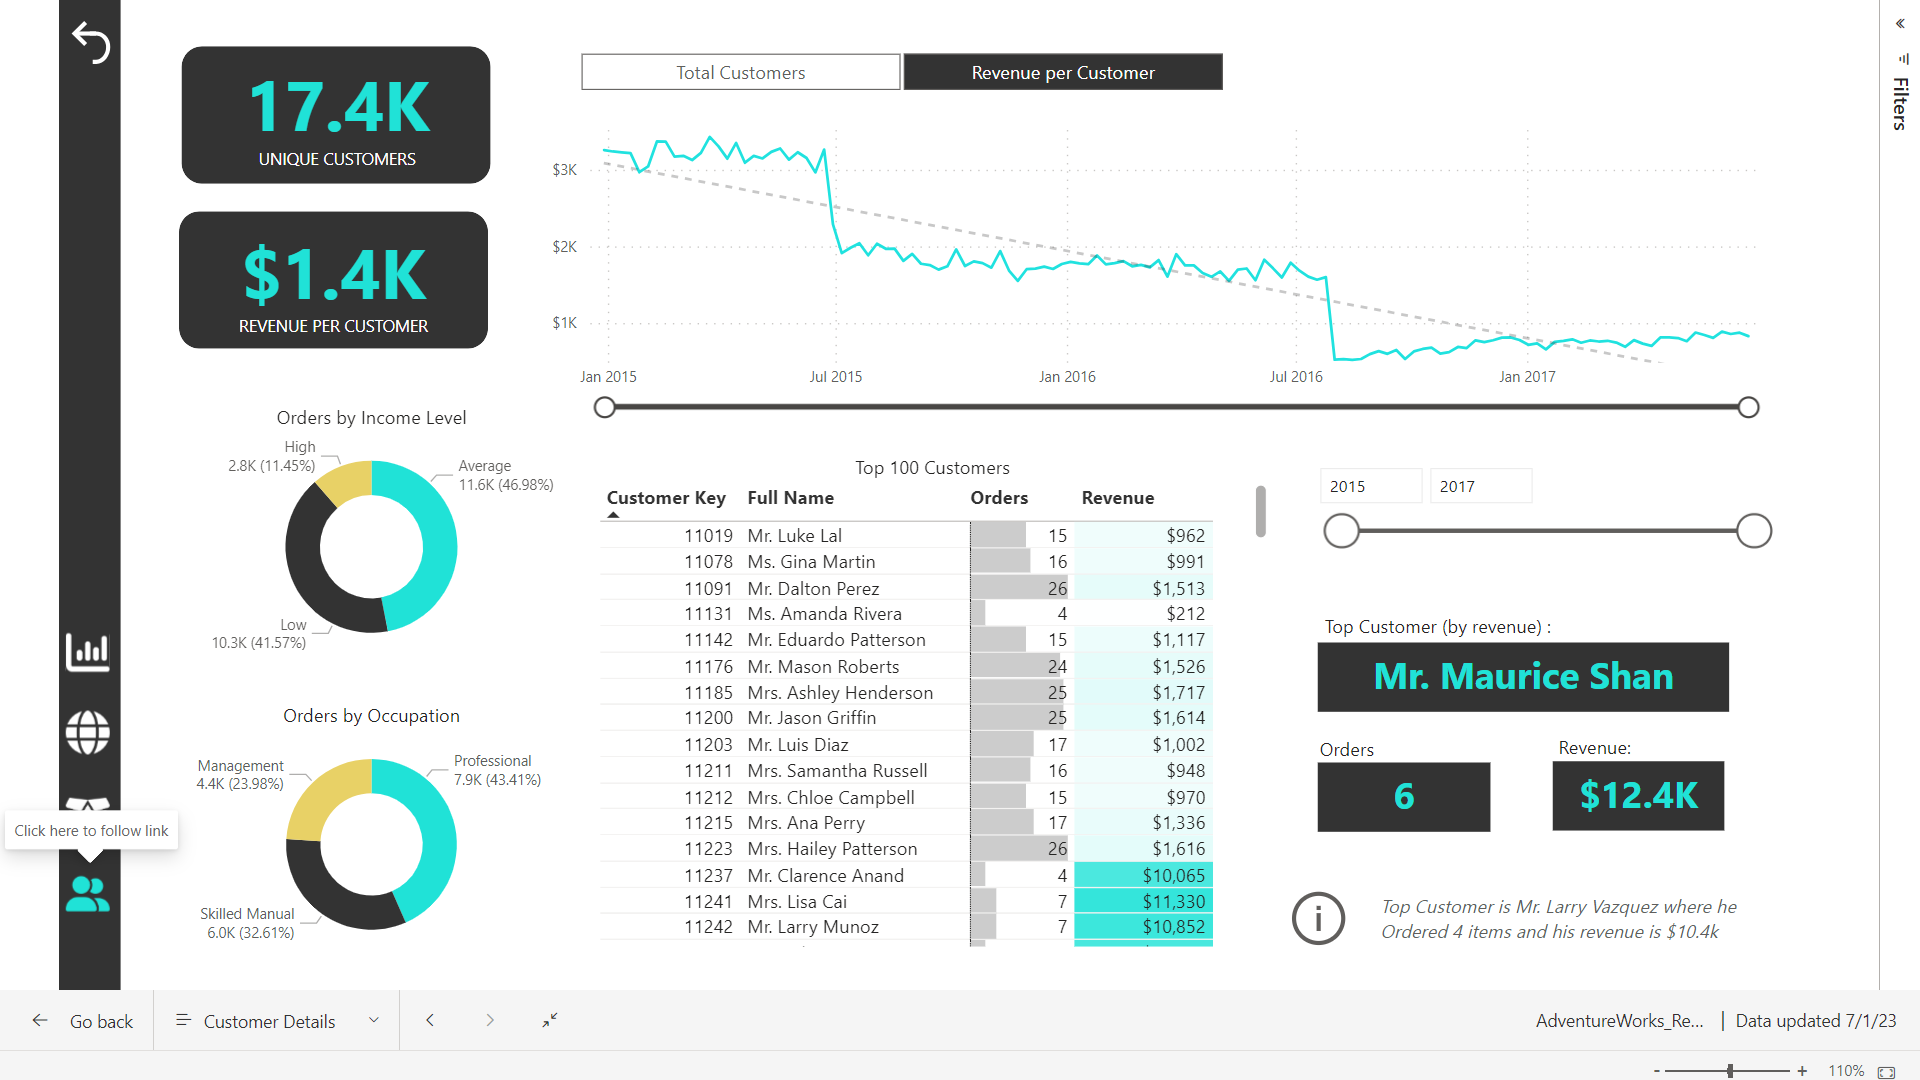 17.4K
UNIQUE CUSTOMERS
$1.4K
REVENUE PER CUSTOMER
Total Customers
Revenue per Customer
$3K
$2K
$1K
Jan 2015
Jul 2015
Jan 2016
Jul 2016
Jan 2017
Orders by Income Level
High
2.8K (11.45%)
Average
11.6K (46.98%)
Low
10.3K (41.57%)
Orders by Occupation
Management
4.4K (23.98%)
Professional
7.9K (43.41%)
Skilled Manual
6.0K (32.61%)
Click here to follow link
Top 100 Customers
Customer Key Full Name Orders Revenue
11019 Mr. Luke Lal 15 $962
11078 Ms. Gina Martin 16 $991
11091 Mr. Dalton Perez 26 $1,513
11131 Ms. Amanda Rivera 4 $212
11142 Mr. Eduardo Patterson 15 $1,117
11176 Mr. Mason Roberts 24 $1,526
11185 Mrs. Ashley Henderson 25 $1,717
11200 Mr. Jason Griffin 25 $1,614
11203 Mr. Luis Diaz 17 $1,002
11211 Mrs. Samantha Russell 16 $948
11212 Mrs. Chloe Campbell 15 $970
11215 Mrs. Ana Perry 17 $1,336
11223 Mrs. Hailey Patterson 26 $1,616
11237 Mr. Clarence Anand 4 $10,065
11241 Mrs. Lisa Cai 7 $11,330
11242 Mr. Larry Munoz 7 $10,852
2015
2017
Top Customer (by revenue) :
Mr. Maurice Shan
Orders
6
Revenue:
$12.4K
i
Top Customer is Mr. Larry Vazquez where he
Ordered 4 items and his revenue is $10.4k
Filters
Go back
Customer Details
AdventureWorks_Re... | Data updated 7/1/23
- + 110%